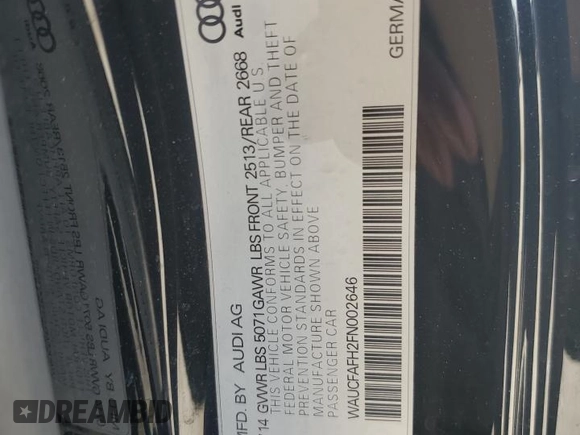 Audi
GERMA
MFD. BY AUDI AG
14 GVWR LBS 5071 GAWR LBS FRONT 2513/REAR 2668
THIS VEHICLE CONFORMS TO ALL APPLICABLE U S
FEDERAL MOTOR VEHICLE SAFETY, BUMPER AND THEFT
PREVENTION STANDARDS IN EFFECT ON THE DATE OF
MANUFACTURE SHOWN ABOVE
PASSENGER CAR
WAUCFAFH2FN002646
DREAMBID